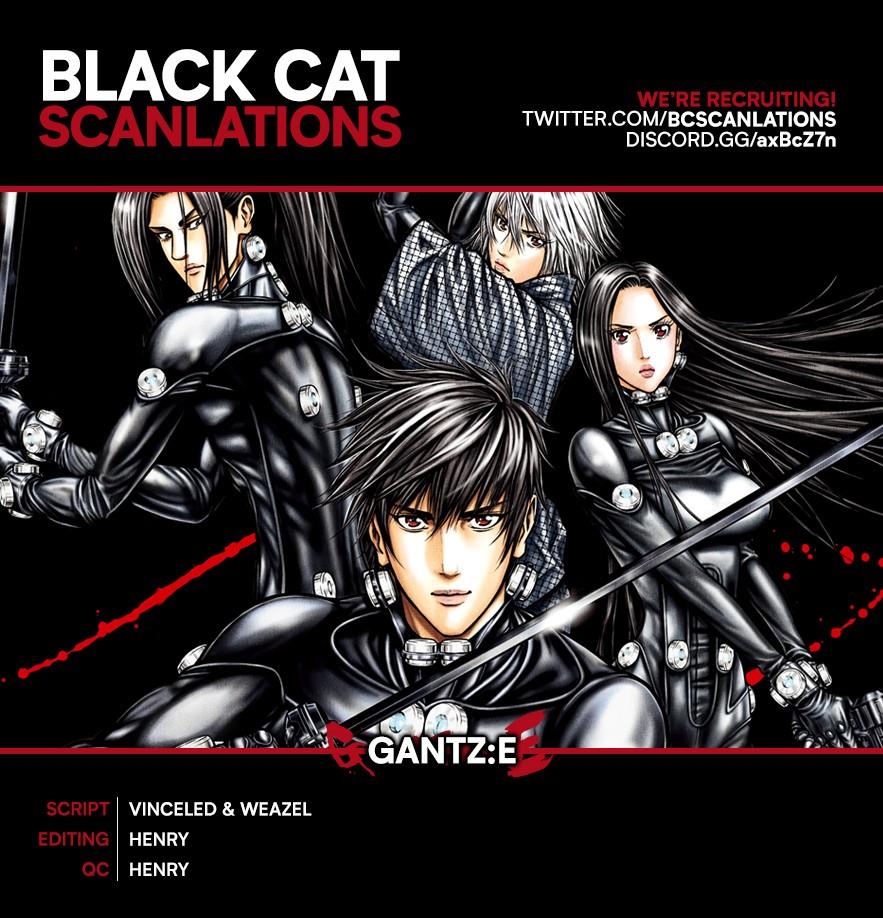 BLACK CAT
SCANLATIONS
WE'RE RECRUITING!
TWITTER.COM/BCSCANLATIONS
DISCORD.GG/axBcZ7n
GANTZ:E
SCRIPT VINCELED & WEAZEL
EDITING HENRY
QC HENRY